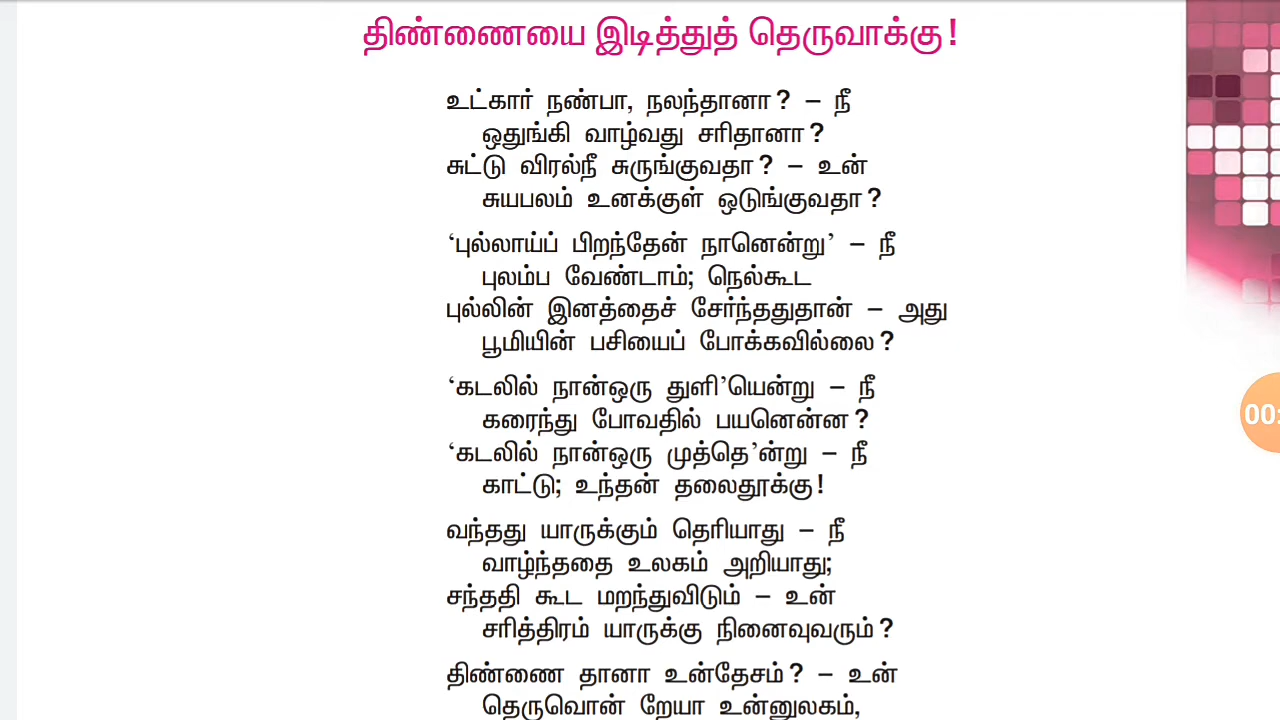 திண்ணையை இடித்துத் தெருவாக்கு!
உட்கார் நண்பா, நலந்தானா? – நீ
ஒதுங்கி வாழ்வது சரிதானா?
சுட்டு விரல்நீ சுருங்குவதா? – உன்
சுயபலம் உனக்குள் ஒடுங்குவதா?
‘புல்லாய்ப் பிறந்தேன் நானென்று’ – நீ
புலம்ப வேண்டாம்; நெல்கூட
புல்லின் இனத்தைச் சேர்ந்ததுதான் – அது
பூமியின் பசியைப் போக்கவில்லை?
‘கடலில் நான்ஒரு துளி’யென்று – நீ
கரைந்து போவதில் பயனென்ன?
‘கடலில் நான்ஒரு முத்தெ’ன்று – நீ
காட்டு; உந்தன் தலைதூக்கு!
வந்தது யாருக்கும் தெரியாது – நீ
வாழ்ந்ததை உலகம் அறியாது;
சந்ததி கூட மறந்துவிடும் – உன்
சரித்திரம் யாருக்கு நினைவுவரும்?
திண்ணை தானா உன்தேசம்? – உன்
தெருவொன் றேயா உன்னுலகம்,
00: